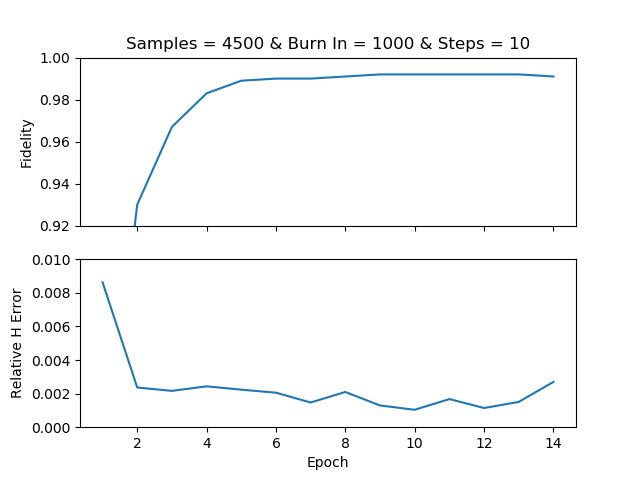 Samples = 4500 & Burn In = 1000 & Steps = 10
1.00
0.98
0.96
0.94
0.92
Fidelity
0.010
0.008
0.006
0.004
0.002
0.000
Relative H Error
2 4 6 8 10 12 14
Epoch